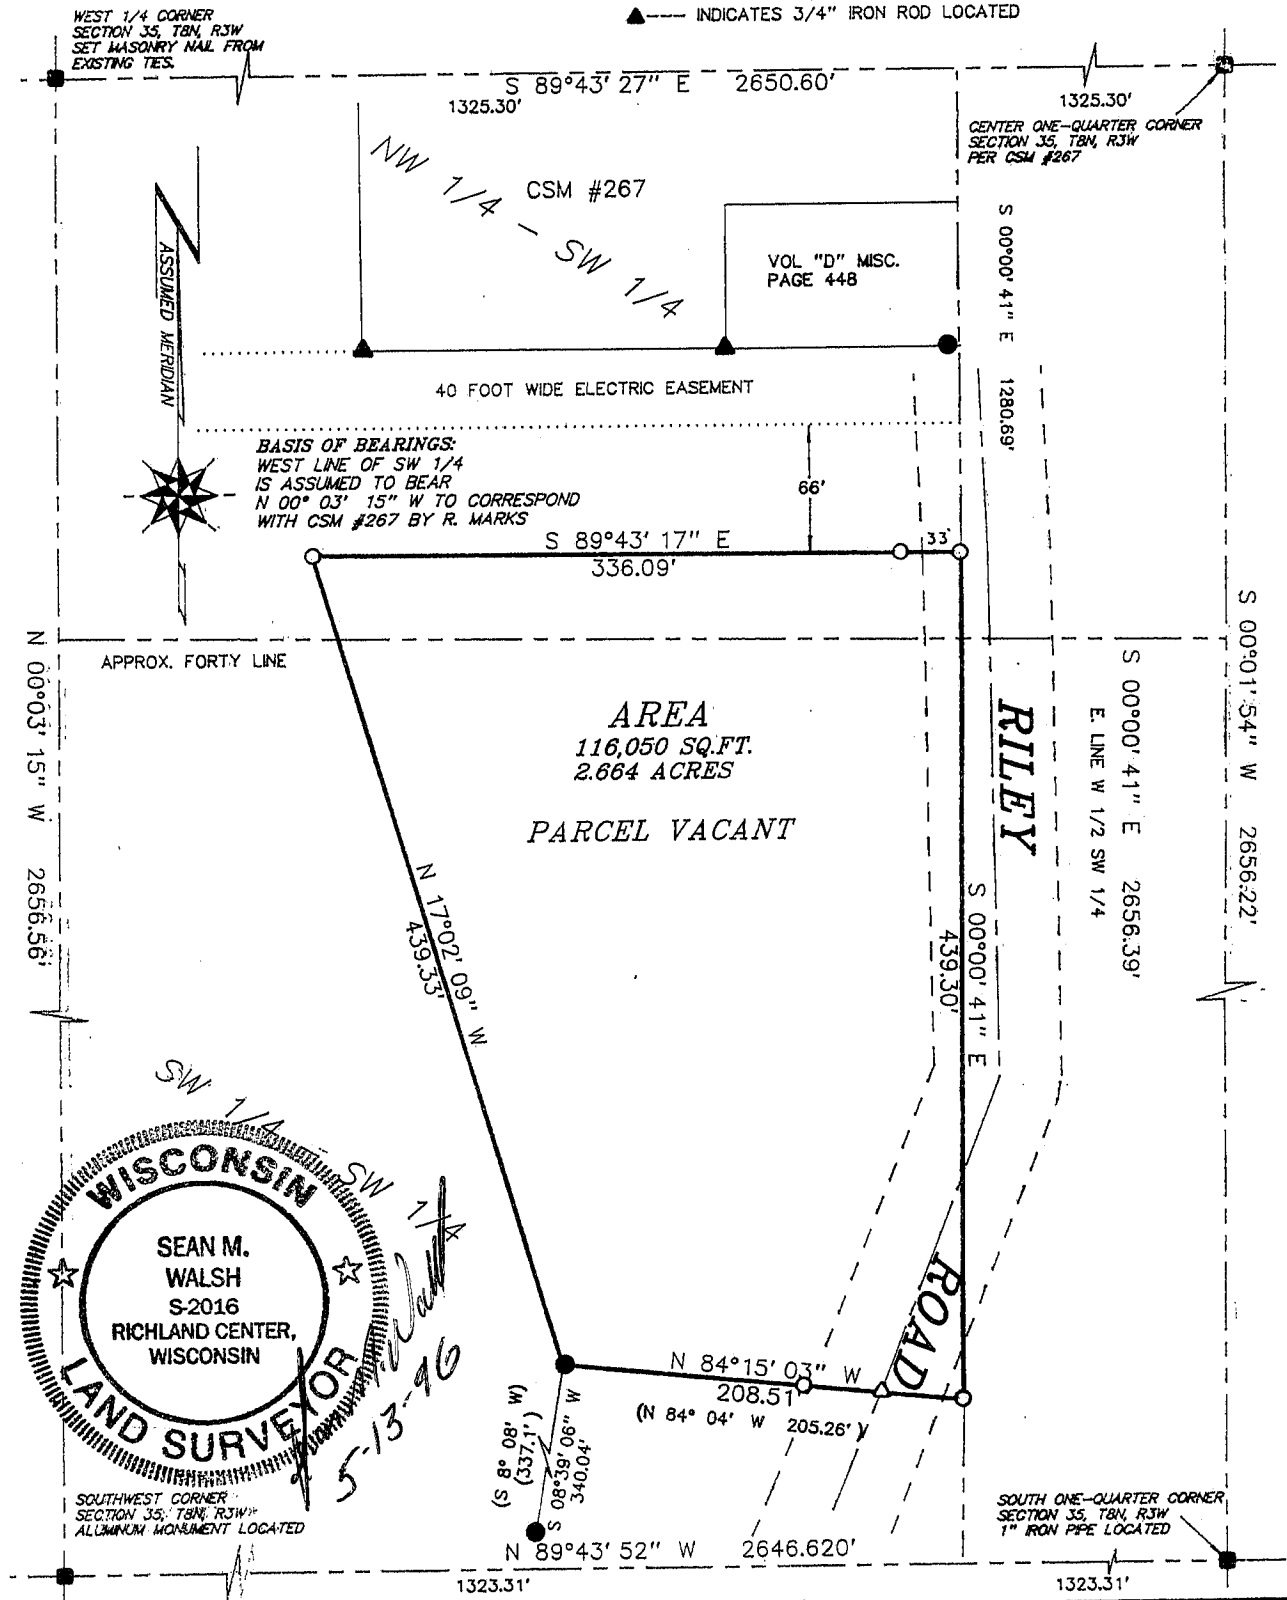 ▲---- INDICATES 3/4" IRON ROD LOCATED
WEST 1/4 CORNER
SECTION 35, T8N, R3W
SET MASONRY NAIL FROM
EXISTING TIES.
S 89°43' 27" E 2650.60'
1325.30'
1325.30'
CENTER ONE-QUARTER CORNER
SECTION 35, T8N, R3W
PER CSM #267
NW 1/4 - SW 1/4
CSM #267
VOL "D" MISC.
PAGE 448
S 00°00' 41" E 1280.69'
ASSUMED MERIDIAN
40 FOOT WIDE ELECTRIC EASEMENT
BASIS OF BEARINGS:
WEST LINE OF SW 1/4
IS ASSUMED TO BEAR
N 00° 03' 15" W TO CORRESPOND
WITH CSM #267 BY R. MARKS
66'
S 89°43' 17" E
336.09'
33'
N 00°03' 15" W 2656.56'
APPROX. FORTY LINE
AREA
116,050 SQ.FT.
2.664 ACRES
PARCEL VACANT
RILEY
S 00°00' 41" E 2656.39'
E. LINE W 1/2 SW 1/4
S 00°01' 54" W 2656.22'
N 17°02' 09" W
439.33'
S 00°00' 41" E
439.30'
SW 1/4 - SW 1/4
WISCONSIN
SEAN M.
WALSH
S-2016
RICHLAND CENTER,
WISCONSIN
LAND SURVEYOR
5-13-96
ROAD
N 84°15' 03" W
208.51'
(N 84° 04' W 205.26')
(S 8° 08' W)
(337.1')
S 08°39' 06" W
340.04'
SOUTHWEST CORNER
SECTION 35, T8N, R3W
ALUMINUM MONUMENT LOCATED
SOUTH ONE-QUARTER CORNER
SECTION 35, T8N, R3W
1" IRON PIPE LOCATED
N 89°43' 52" W 2646.620'
1323.31'
1323.31'